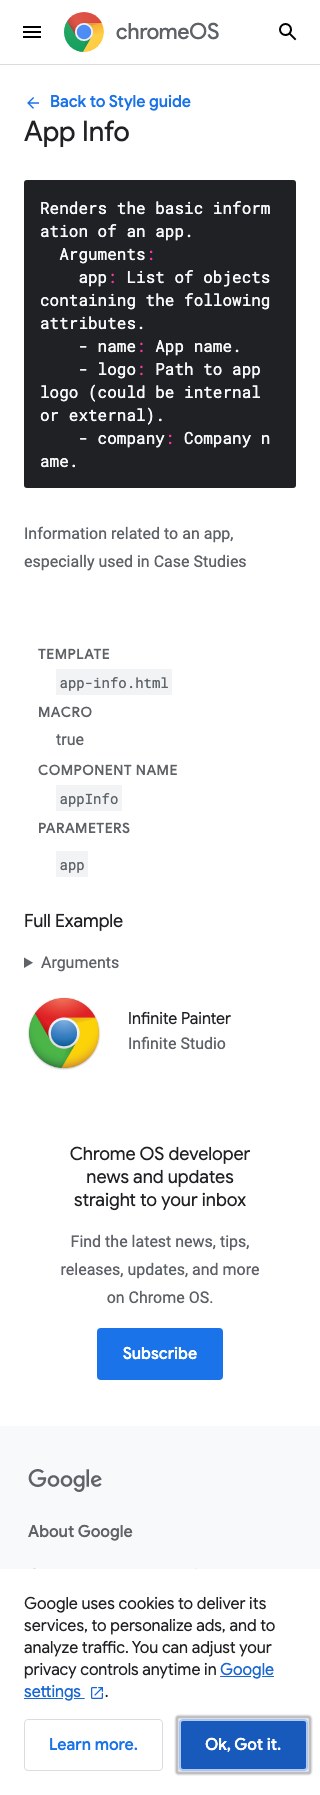 chromeOS
Back to Style guide
App Info
Renders the basic inform
ation of an app.
Arguments:
app: List of objects
containing the following
attributes.
- name: App name.
- logo: Path to app
logo (could be internal
or external).
- company: Company n
ame.
Information related to an app,
especially used in Case Studies
TEMPLATE
app-info.html
MACRO
true
COMPONENT NAME
appInfo
PARAMETERS
app
Full Example
Arguments
Infinite Painter
Infinite Studio
Chrome OS developer
news and updates
straight to your inbox
Find the latest news, tips,
releases, updates, and more
on Chrome OS.
Subscribe
Google
About Google
Google uses cookies to deliver its
services, to personalize ads, and to
analyze traffic. You can adjust your
privacy controls anytime in Google
settings .
Learn more.
Ok, Got it.